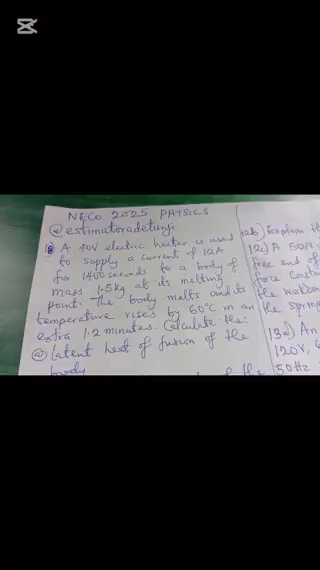 NECO 2025 PHYSICS
@estimatoradetunji
A 40V electric heater is used
to supply a current of 12A
for 1400 seconds to a body of
mass 1.5kg at its melting
point. The body melts and its
temperature rises by 60°C in an
extra 1.2 minutes. Calculate the:
(a) latent heat of fusion of the
body
12b) Explain th
12c) A 50A
free end of
force Const
the workdon
the spring
13a) An
120V,
50Hz